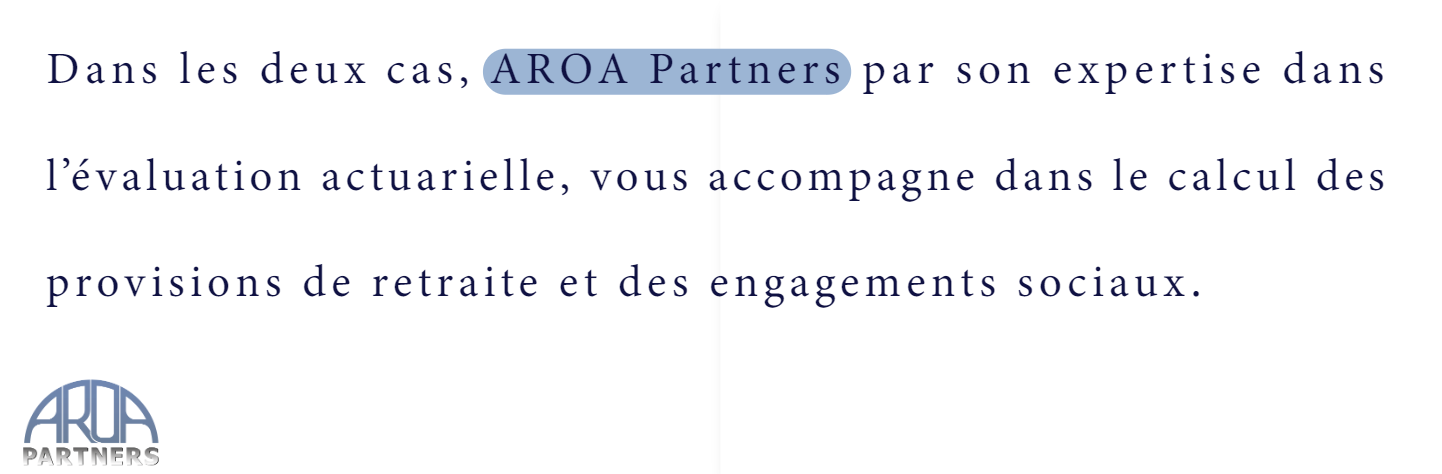 Dans les deux cas, AROA Partners par son expertise dans
l’évaluation actuarielle, vous accompagne dans le calcul des
provisions de retraite et des engagements sociaux.
AROA
PARTNERS